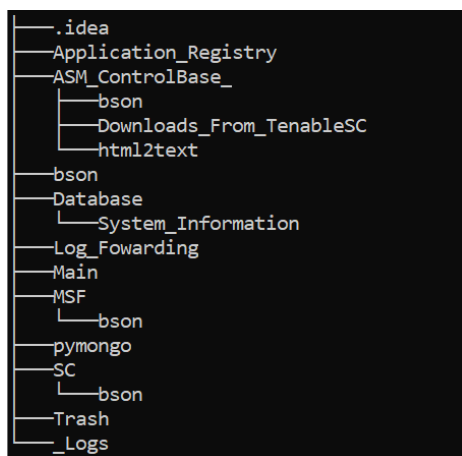 .idea
Application_Registry
ASM_ControlBase_
bson
Downloads_From_TenableSC
html2text
bson
Database
System_Information
Log_Fowarding
Main
MSF
bson
pymongo
SC
bson
Trash
_Logs